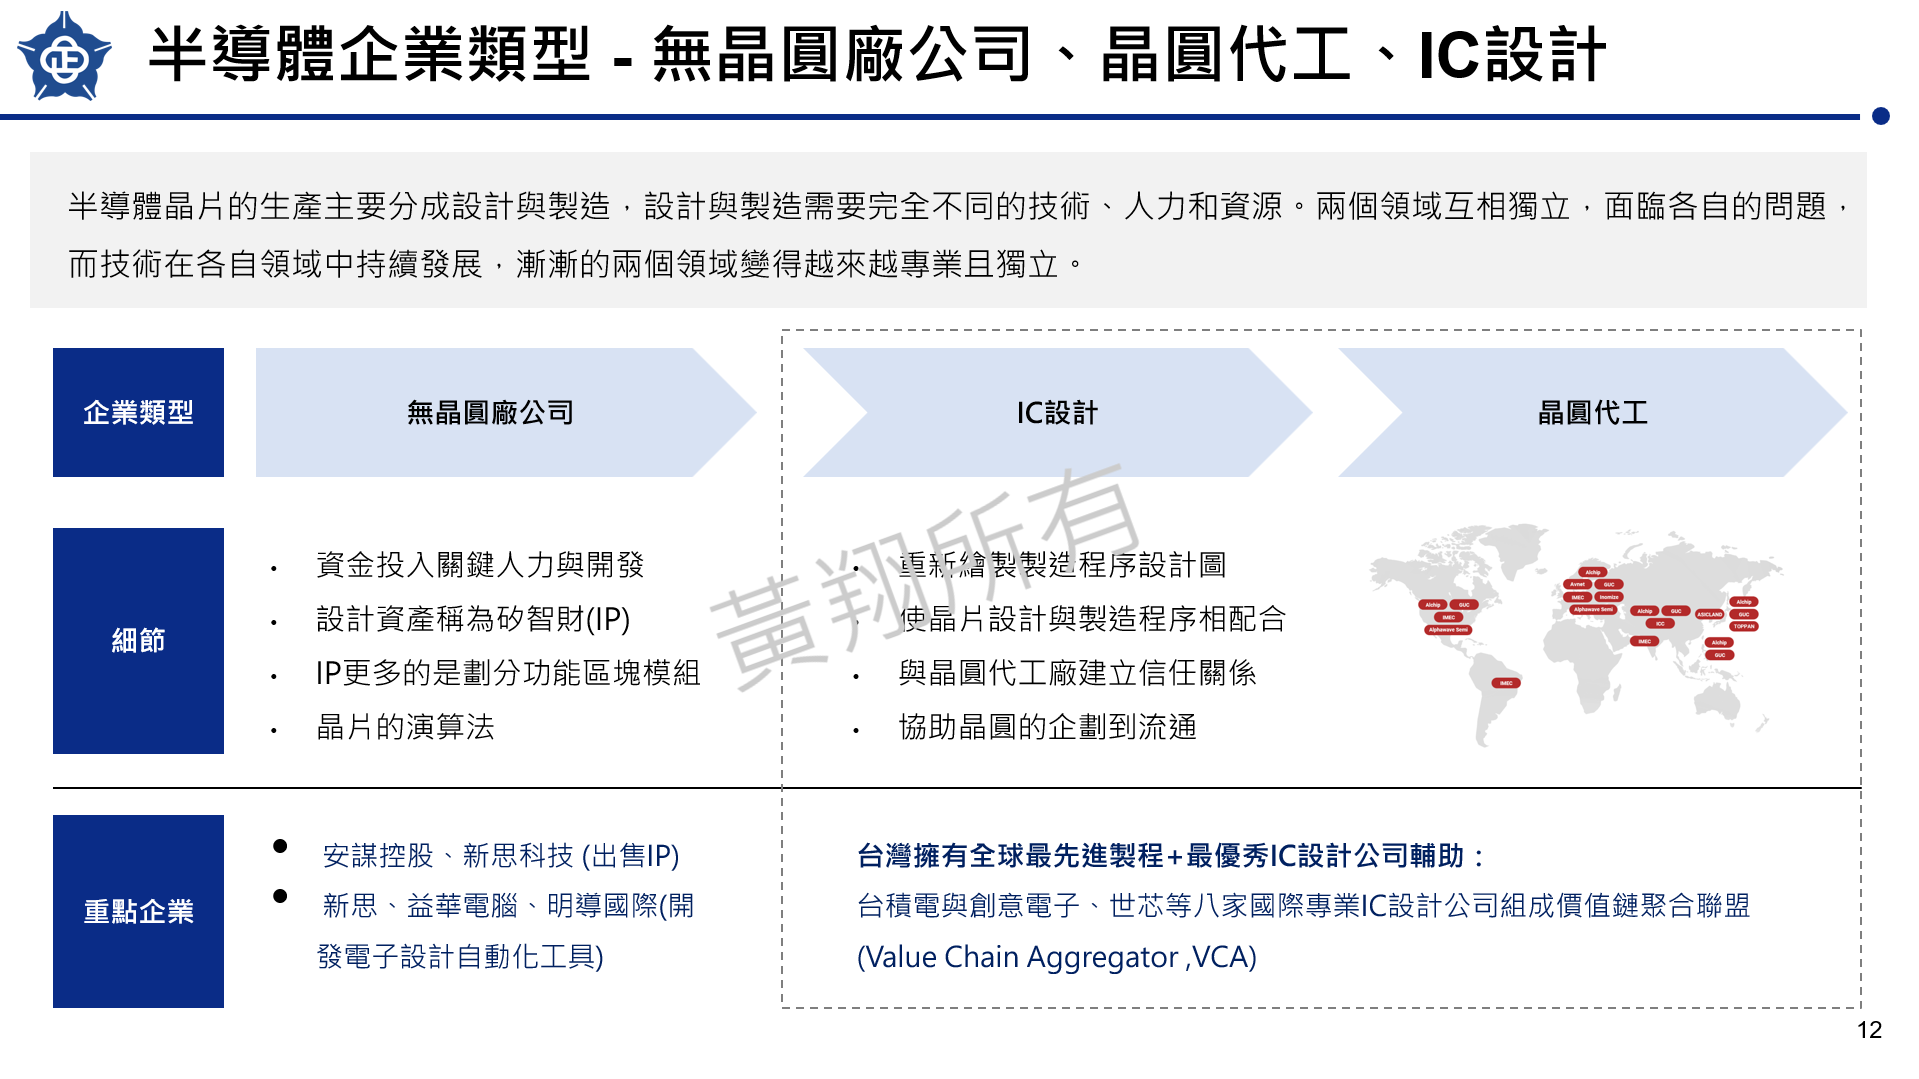 半導體企業類型 - 無晶圓廠公司、晶圓代工、IC設計
半導體晶片的生產主要分成設計與製造，設計與製造需要完全不同的技術、人力和資源。兩個領域互相獨立，面臨各自的問題，
而技術在各自領域中持續發展，漸漸的兩個領域變得越來越專業且獨立。
企業類型
無晶圓廠公司
IC設計
晶圓代工
細節
• 資金投入關鍵人力與開發
• 設計資產稱為矽智財(IP)
• IP更多的是劃分功能區塊模組
• 晶片的演算法
• 重新繪製製造程序設計圖
• 使晶片設計與製造程序相配合
• 與晶圓代工廠建立信任關係
• 協助晶圓的企劃到流通
Alchip GUC
IMEC
Alphawave Semi
IMEC
Alchip
Avnet GUC
IMEC Inomize
Alphawave Semi
Alchip GUC
ICC
IMEC
ASICLAND
Alchip
GUC
TOPPAN
Alchip
GUC
黃翔所有
重點企業
• 安謀控股、新思科技 (出售IP)
• 新思、益華電腦、明導國際(開
發電子設計自動化工具)
台灣擁有全球最先進製程+最優秀IC設計公司輔助：
台積電與創意電子、世芯等八家國際專業IC設計公司組成價值鏈聚合聯盟
(Value Chain Aggregator ,VCA)
12